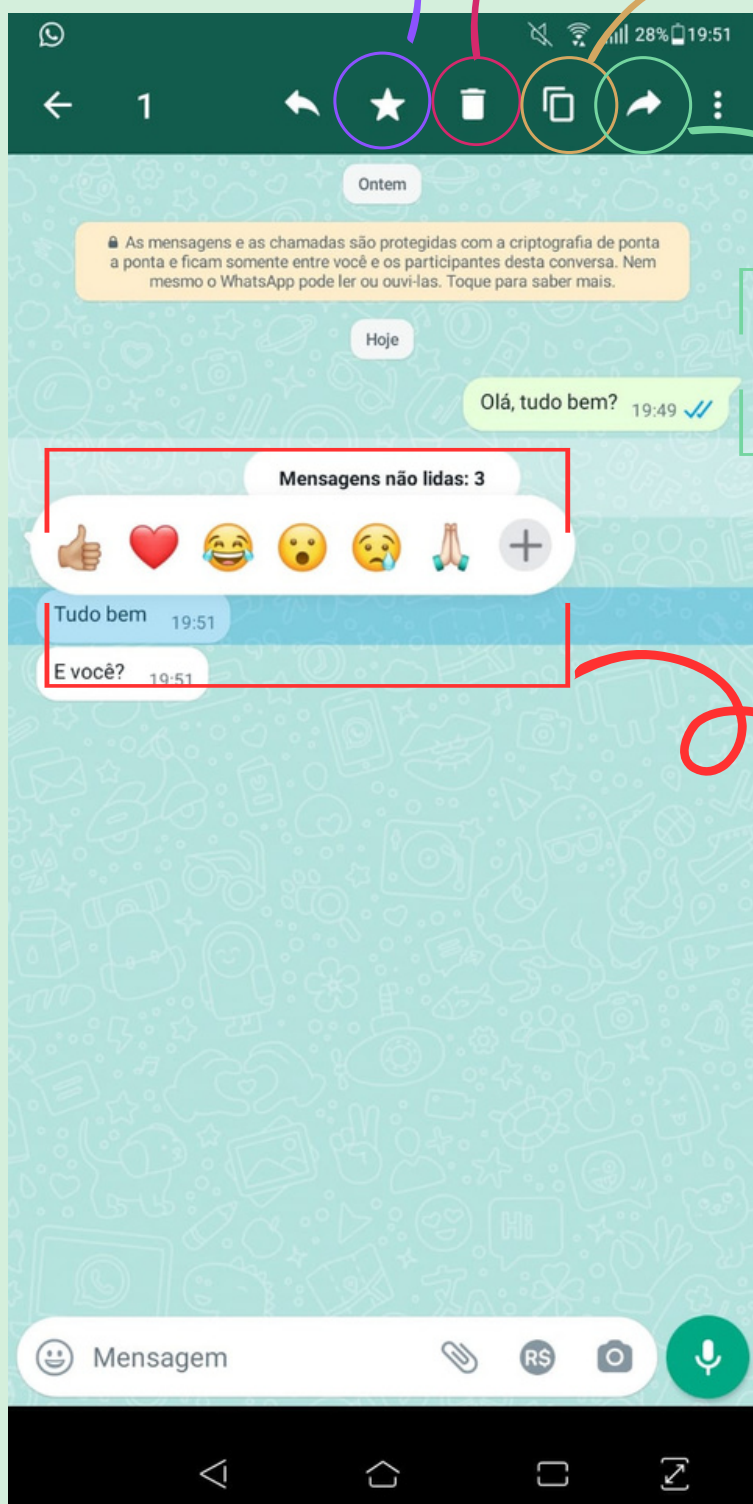 28% 19:51
1
Ontem
As mensagens e as chamadas são protegidas com a criptografia de ponta
a ponta e ficam somente entre você e os participantes desta conversa. Nem
mesmo o WhatsApp pode ler ou ouvi-las. Toque para saber mais.
Hoje
Olá, tudo bem? 19:49
Mensagens não lidas: 3
Tudo bem 19:51
E você? 19:51
Mensagem R$